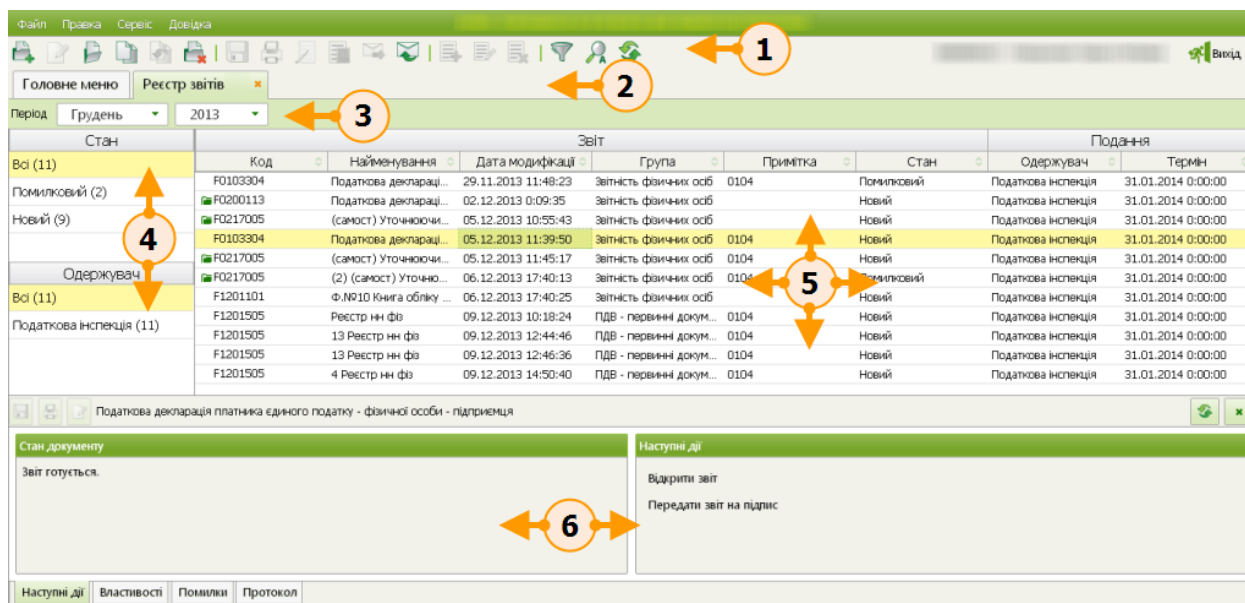 Файл Правка Сервіс Довідка
1
Вихід
Головне меню Реєстр звітів
2
Період Грудень 2013
3
Стан Звіт Подання
Всі (11) Код Найменування Дата модифікації Група Примітка Стан Одержувач Термін
F0103304 Податкова деклараці... 29.11.2013 11:48:23 Звітність фізичних осіб 0104 Помилковий Податкова інспекція 31.01.2014 0:00:00
Помилковий (2) F0200113 Податкова деклараці... 02.12.2013 0:09:35 Звітність фізичних осіб Новий Податкова інспекція 31.01.2014 0:00:00
Новий (9) F0217005 (самост) Уточнюючи... 05.12.2013 10:55:43 Звітність фізичних осіб Новий Податкова інспекція 31.01.2014 0:00:00
4 F0103304 Податкова деклараці... 05.12.2013 11:39:50 Звітність фізичних осіб 0104 Новий Податкова інспекція 31.01.2014 0:00:00
F0217005 (самост) Уточнюючи... 05.12.2013 11:45:17 Звітність фізичних осіб 0104 Новий Податкова інспекція 31.01.2014 0:00:00
Одержувач F0217005 (2) (самост) Уточню... 06.12.2013 17:40:13 Звітність фізичних осіб 0104 5 Помилковий Податкова інспекція 31.01.2014 0:00:00
Всі (11) F1201101 Ф.№10 Книга обліку ... 06.12.2013 17:40:25 Звітність фізичних осіб Новий Податкова інспекція 31.01.2014 0:00:00
F1201505 Реєстр нн фіз 09.12.2013 10:18:24 ПДВ - первинні докум... 0104 Новий Податкова інспекція 31.01.2014 0:00:00
Податкова інспекція (11) F1201505 13 Реєстр нн фіз 09.12.2013 12:44:46 ПДВ - первинні докум... 0104 Новий Податкова інспекція 31.01.2014 0:00:00
F1201505 13 Реєстр нн фіз 09.12.2013 12:46:36 ПДВ - первинні докум... 0104 Новий Податкова інспекція 31.01.2014 0:00:00
F1201505 4 Реєстр нн фіз 09.12.2013 14:50:40 ПДВ - первинні докум... 0104 Новий Податкова інспекція 31.01.2014 0:00:00
Податкова декларація платника єдиного податку - фізичної особи - підприємця
Стан документу Наступні дії
Звіт готується.
Відкрити звіт
Передати звіт на підпис
6
Наступні дії Властивості Помилки Протокол